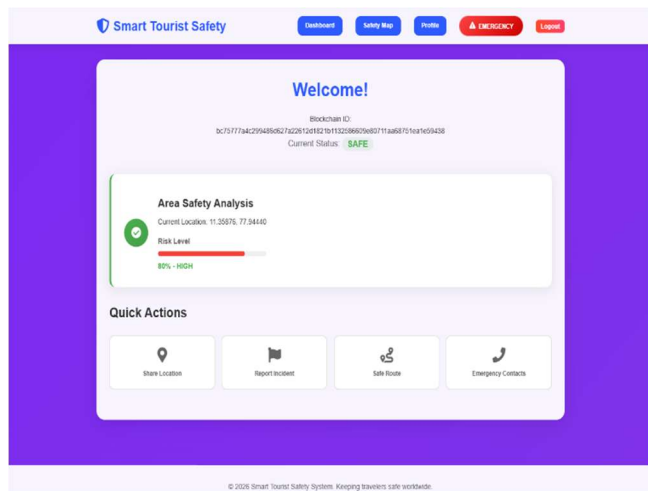 Smart Tourist Safety
Dashboard
Safety Map
Profile
EMERGENCY
Logout
Welcome!
Blockchain ID:
Current Status: SAFE
Area Safety Analysis
Current Location: 11.35876, 77.94440
Risk Level
80% - HIGH
Quick Actions
Share Location
Report Incident
Safe Route
Emergency Contacts
© 2026 Smart Tourist Safety System. Keeping travelers safe worldwide.